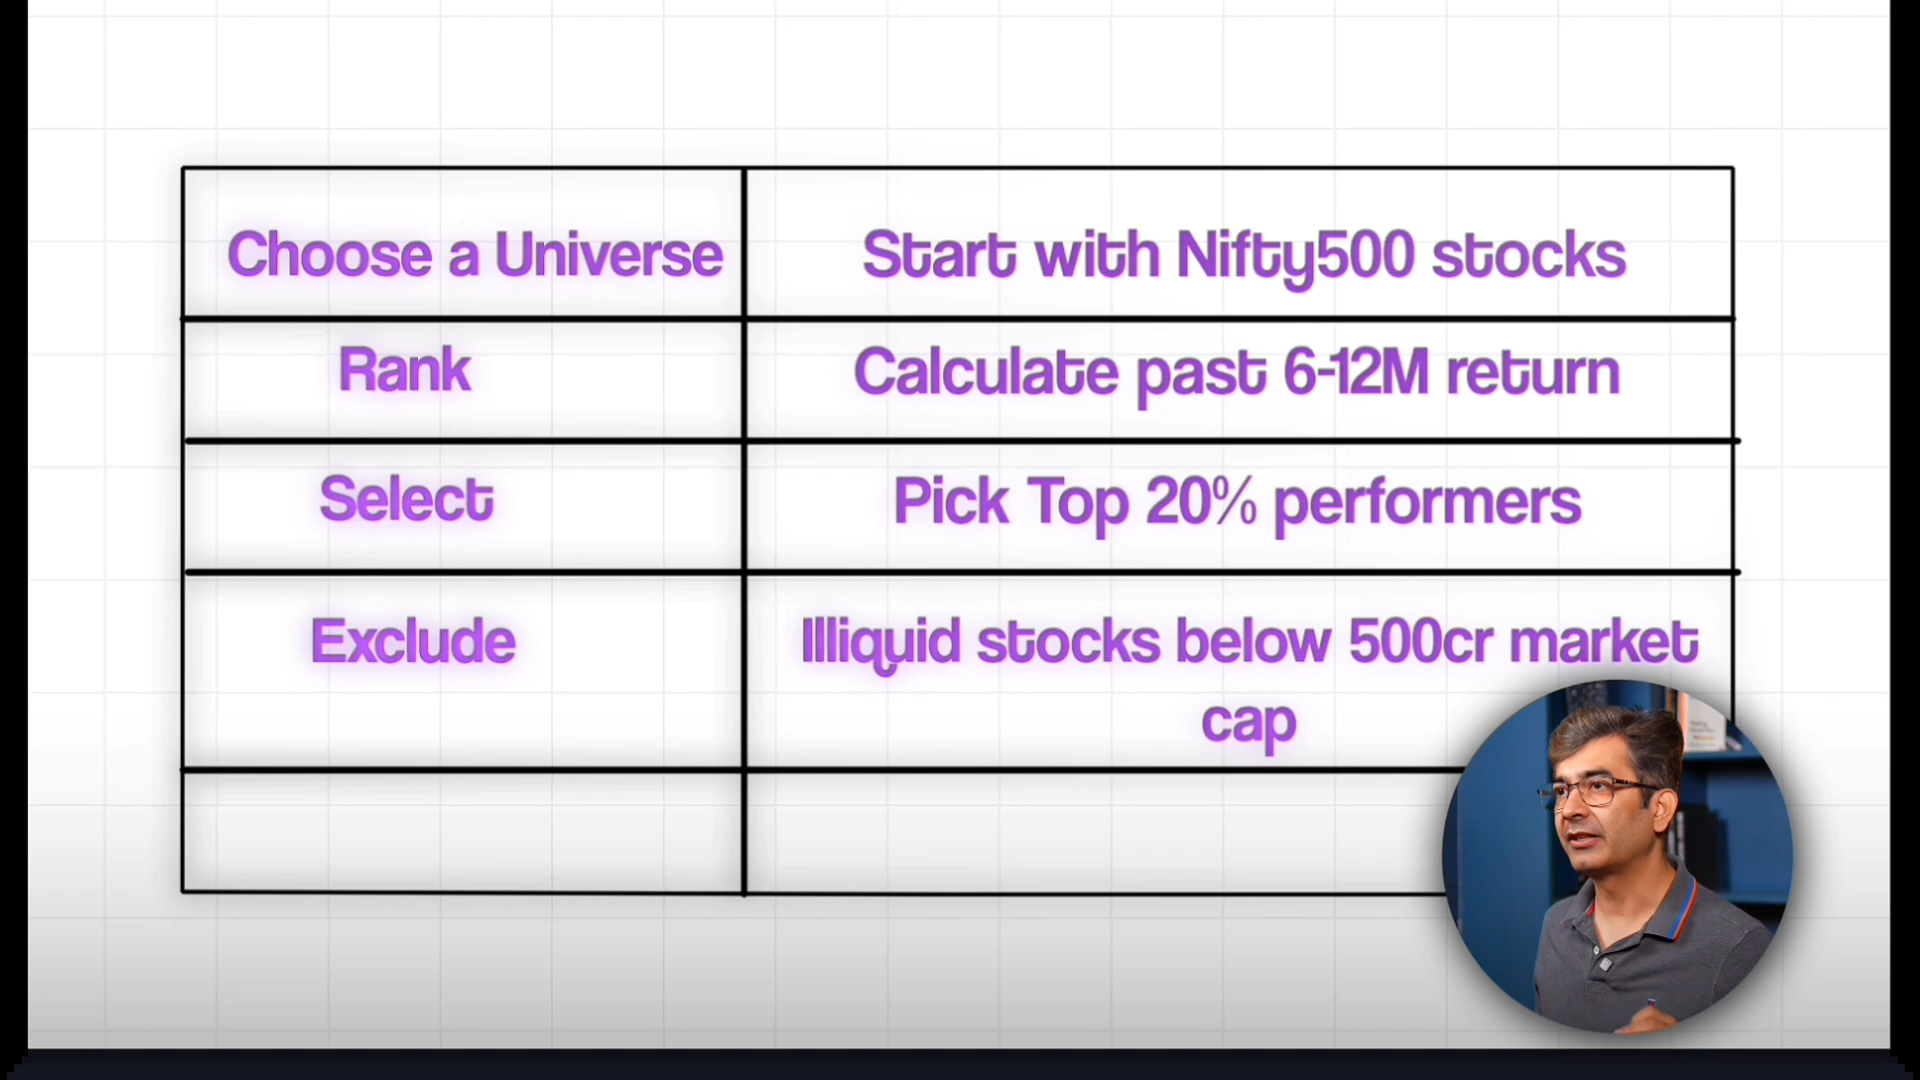 Choose a Universe
Start with Nifty500 stocks
Rank
Calculate past 6-12M return
Select
Pick Top 20% performers
Exclude
Illiquid stocks below 500cr market
cap